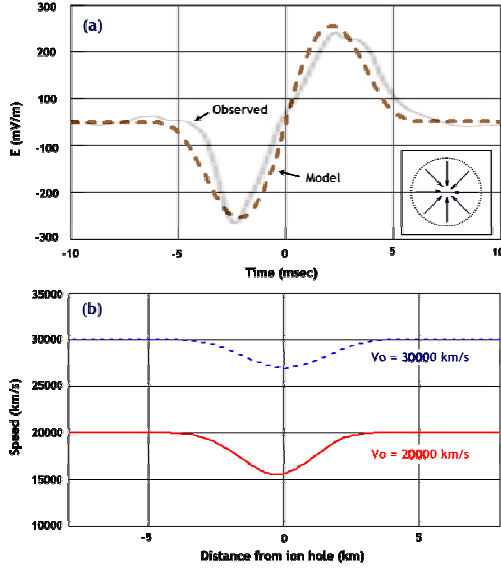 (a)
300
200
100
-100
-200
-300
E (mV/m)
Observed
Model
-10
-5
0
5
10
Time (msec)
(b)
35000
30000
25000
20000
15000
10000
Speed (km/s)
Vo = 30000 km/s
Vo = 20000 km/s
-5
0
5
Distance from ion hole (km)